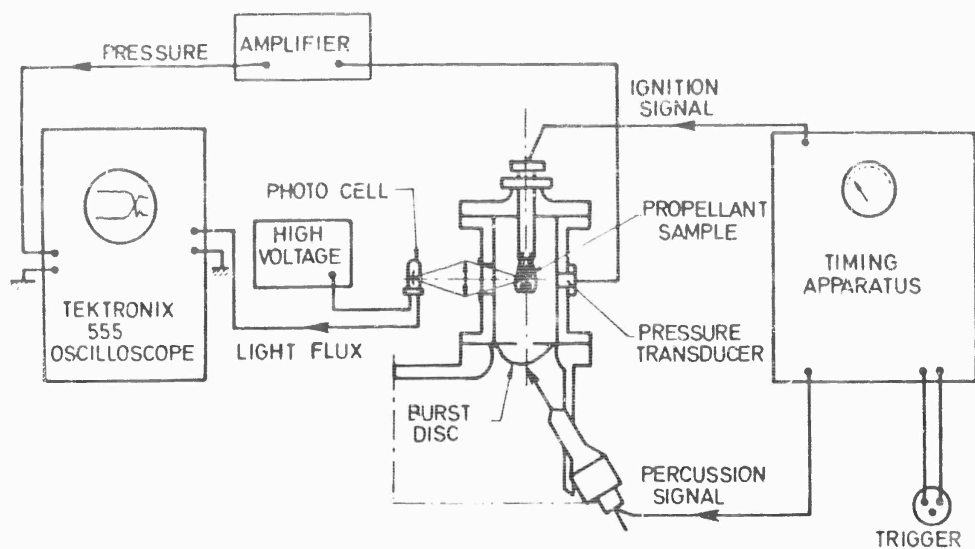 PRESSURE
AMPLIFIER
IGNITION
SIGNAL
PHOTO CELL
HIGH
VOLTAGE
PROPELLANT
SAMPLE
TIMING
APPARATUS
TEKTRONIX
555
OSCILLOSCOPE
LIGHT FLUX
PRESSURE
TRANSDUCER
BURST
DISC
PERCUSSION
SIGNAL
TRIGGER